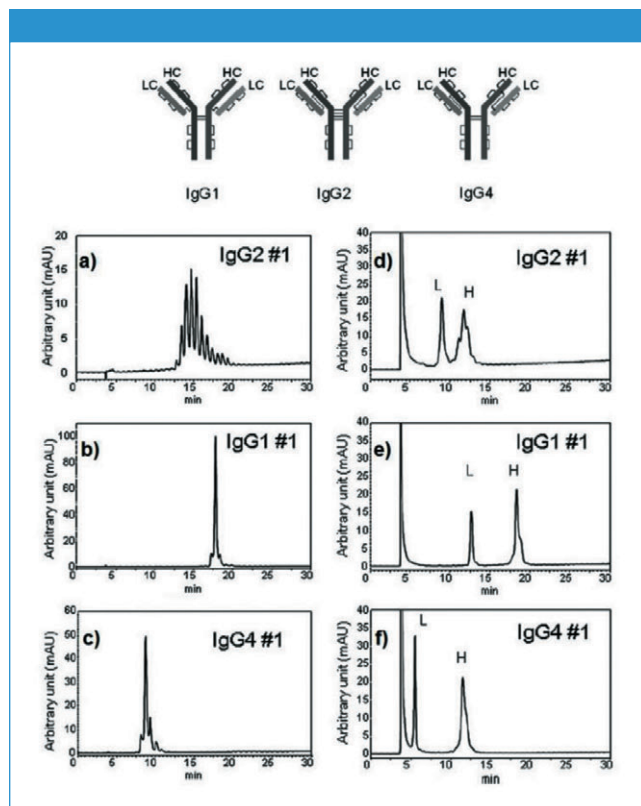 HC HC HC HC HC HC
LC LC LC LC LC LC
IgG1 IgG2 IgG4
a) IgG2 #1
Arbitrary unit (mAU)
20
15
10
5
0
0 5 10 15 20 25 30
min
d) IgG2 #1
L H
Arbitrary unit (mAU)
40
35
30
25
20
15
10
5
0
5 10 15 20 25 30
min
b) IgG1 #1
Arbitrary unit (mAU)
100
80
60
40
20
0
0 5 10 15 20 25 30
min
e) IgG1 #1
L H
Arbitrary unit (mAU)
40
35
30
25
20
15
10
5
0
5 10 15 20 25 30
min
c) IgG4 #1
Arbitrary unit (mAU)
60
50
40
30
20
10
0
0 5 10 15 20 25 30
min
f) IgG4 #1
L
H
Arbitrary unit (mAU)
40
35
30
25
20
15
10
5
0
5 10 15 20 25 30
min